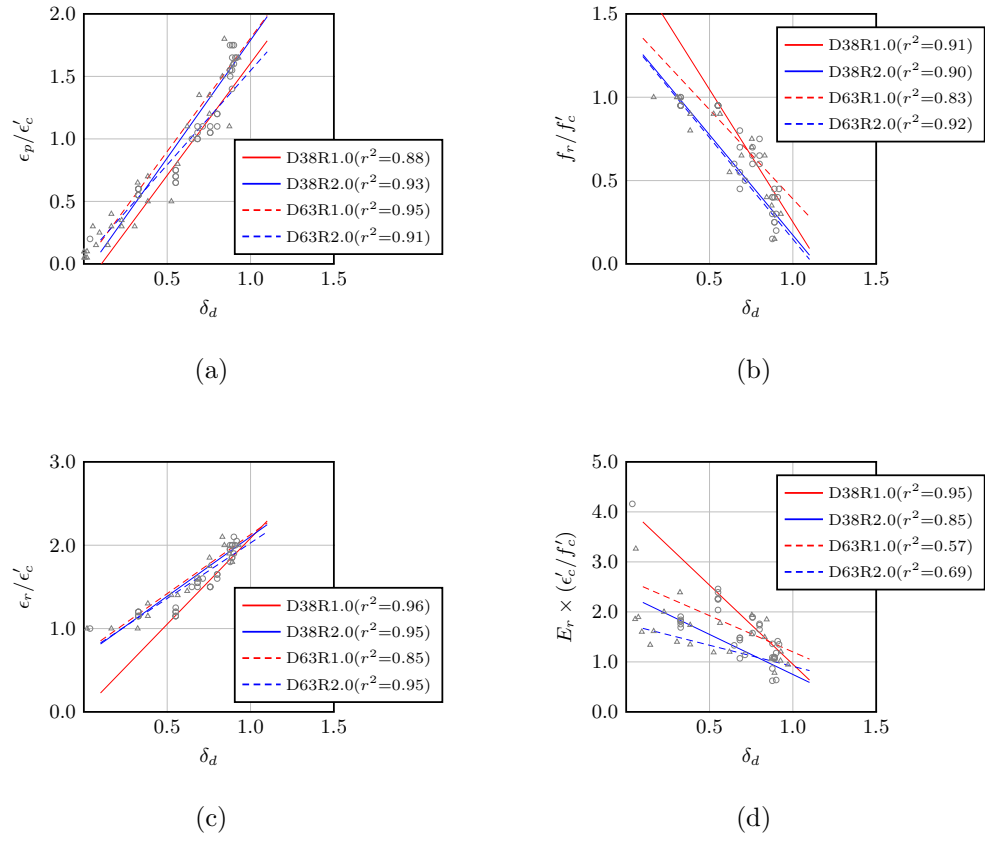 2.0
1.5
1.0
0.5
0.0
0.5 1.0 1.5
ϵp/ϵ′c
δd
D38R1.0(r²=0.88)
D38R2.0(r²=0.93)
D63R1.0(r²=0.95)
D63R2.0(r²=0.91)
(a)
1.5
1.0
0.5
0.0
0.5 1.0 1.5
fr/f′c
δd
D38R1.0(r²=0.91)
D38R2.0(r²=0.90)
D63R1.0(r²=0.83)
D63R2.0(r²=0.92)
(b)
3.0
2.0
1.0
0.0
0.5 1.0 1.5
ϵr/ϵ′c
δd
D38R1.0(r²=0.96)
D38R2.0(r²=0.95)
D63R1.0(r²=0.85)
D63R2.0(r²=0.95)
(c)
5.0
4.0
3.0
2.0
1.0
0.0
0.5 1.0 1.5
Er × (ϵ′c/f′c)
δd
D38R1.0(r²=0.95)
D38R2.0(r²=0.85)
D63R1.0(r²=0.57)
D63R2.0(r²=0.69)
(d)